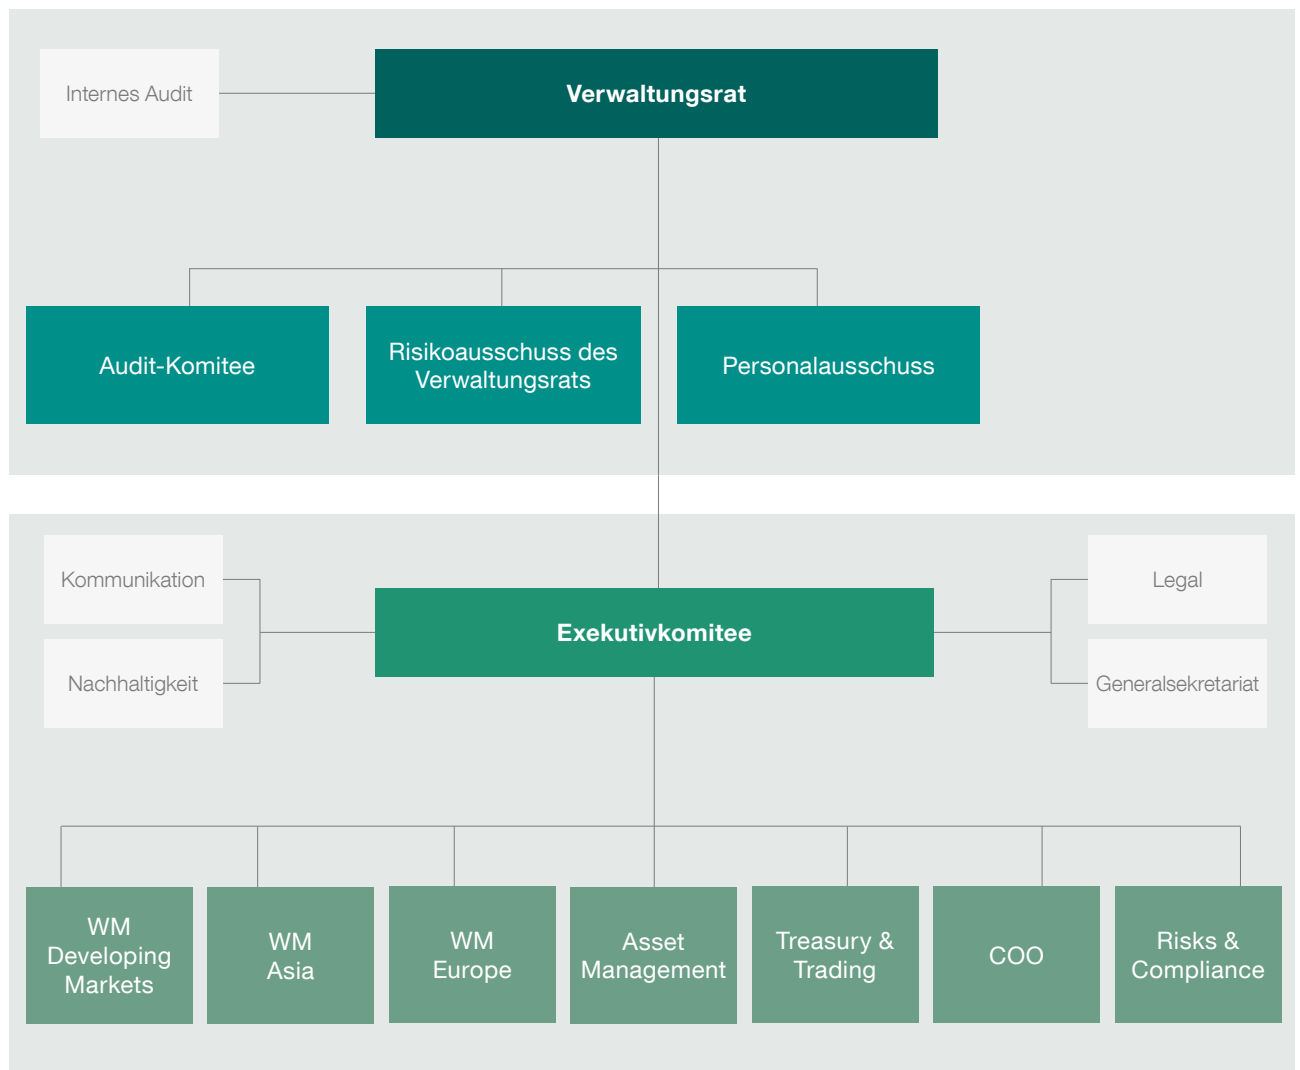 Internes Audit
Verwaltungsrat
Audit-Komitee
Risikoausschuss des
Verwaltungsrats
Personalausschuss
Kommunikation
Nachhaltigkeit
Exekutivkomitee
Legal
Generalsekretariat
WM
Developing
Markets
WM
Asia
WM
Europe
Asset
Management
Treasury &
Trading
COO
Risks &
Compliance